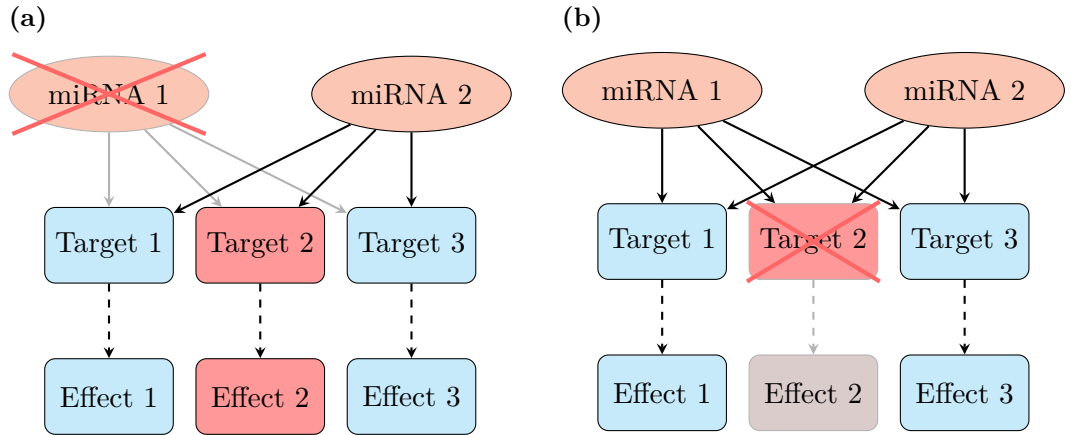 (a)
miRNA 1
miRNA 2
Target 1
Target 2
Target 3
Effect 1
Effect 2
Effect 3
(b)
miRNA 1
miRNA 2
Target 1
Target 2
Target 3
Effect 1
Effect 2
Effect 3